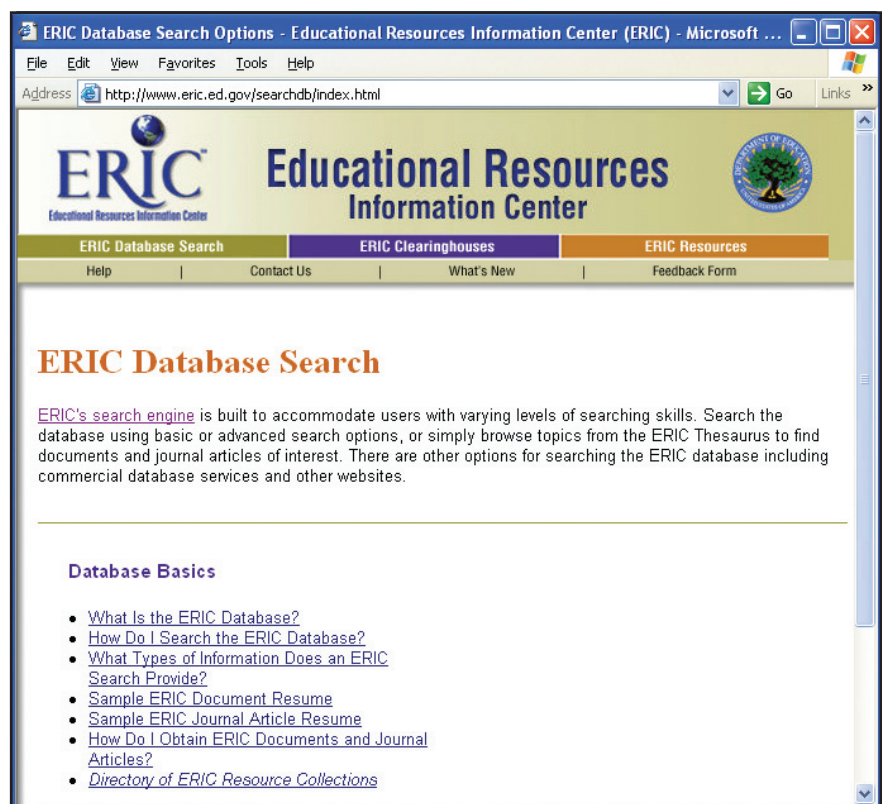 ERIC Database Search Options - Educational Resources Information Center (ERIC) - Microsoft ...
File Edit View Favorites Tools Help
Address http://www.eric.ed.gov/searchdb/index.html Go Links »
ERIC
Educational Resources Information Center
Educational Resources
Information Center
DEPARTMENT OF EDUCATION
UNITED STATES OF AMERICA
ERIC Database Search ERIC Clearinghouses ERIC Resources
Help | Contact Us | What's New | Feedback Form
ERIC Database Search
ERIC's search engine is built to accommodate users with varying levels of searching skills. Search the
database using basic or advanced search options, or simply browse topics from the ERIC Thesaurus to find
documents and journal articles of interest. There are other options for searching the ERIC database including
commercial database services and other websites.
Database Basics
• What Is the ERIC Database?
• How Do I Search the ERIC Database?
• What Types of Information Does an ERIC
Search Provide?
• Sample ERIC Document Resume
• Sample ERIC Journal Article Resume
• How Do I Obtain ERIC Documents and Journal
Articles?
• Directory of ERIC Resource Collections